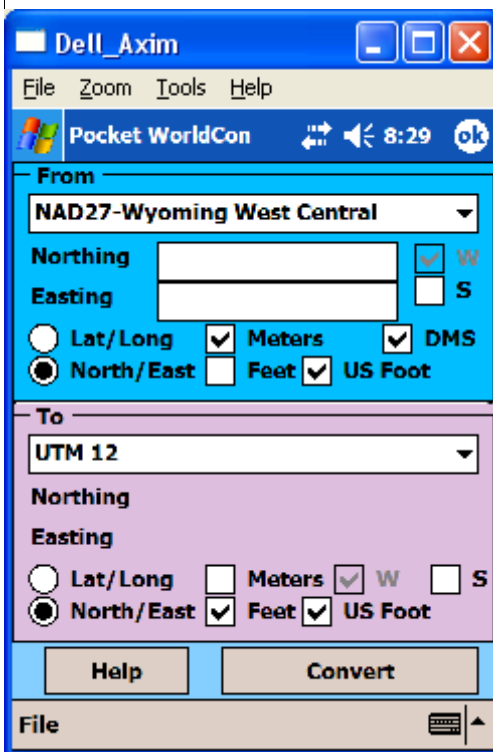 Dell_Axim
File Zoom Tools Help
Pocket WorldCon 8:29 ok
From
NAD27-Wyoming West Central
Northing W
Easting S
Lat/Long Meters DMS
North/East Feet US Foot
To
UTM 12
Northing
Easting
Lat/Long Meters W S
North/East Feet US Foot
Help Convert
File